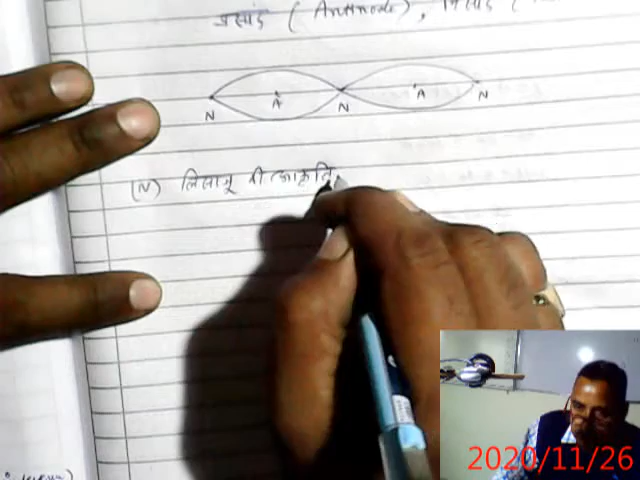 प्रस्पंद (Antinode), निस्पंद (
A A
N N N
(iv) लिसाजू की आकृति
2020/11/26